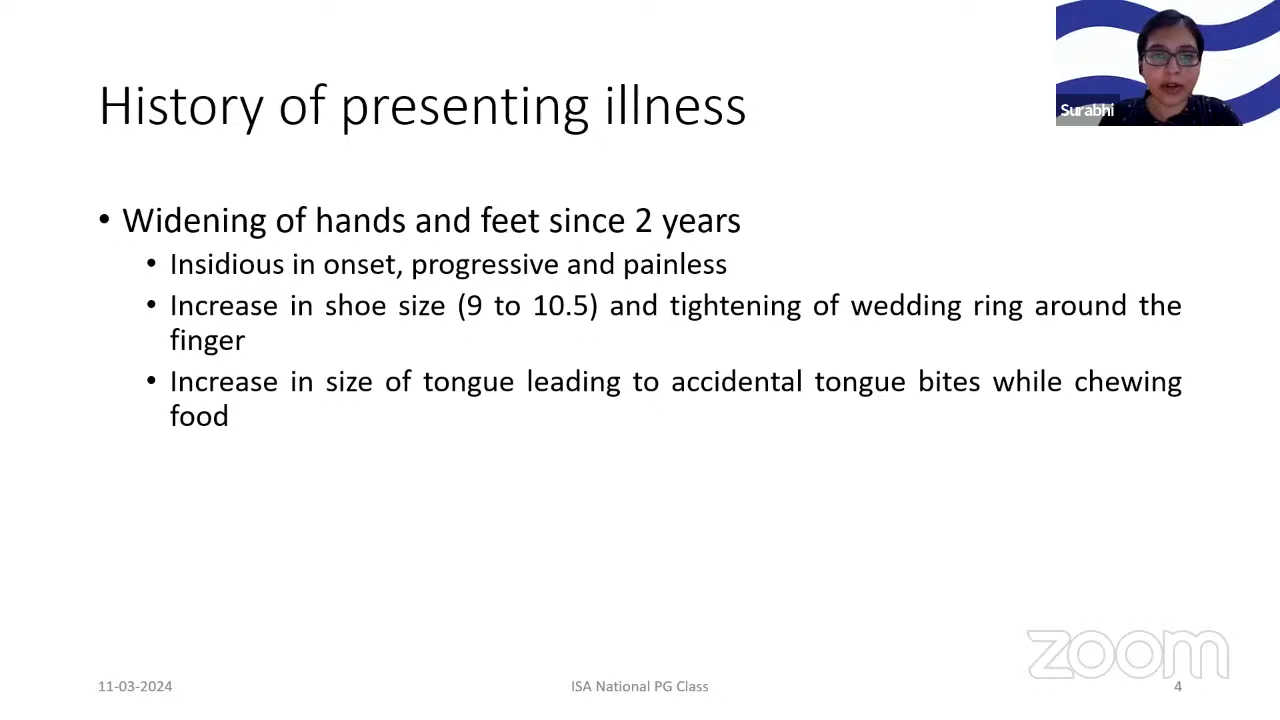 History of presenting illness
Surabhi
• Widening of hands and feet since 2 years
• Insidious in onset, progressive and painless
• Increase in shoe size (9 to 10.5) and tightening of wedding ring around the
finger
• Increase in size of tongue leading to accidental tongue bites while chewing
food
zoom
11-03-2024
ISA National PG Class
4